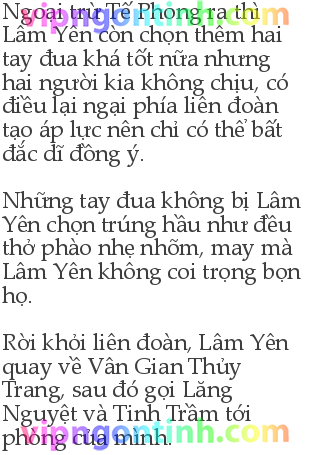 Ngoại trừ Tế Phong ra thì
Lâm Yên còn chọn thêm hai
tay đua khá tốt nữa nhưng
hai người kia không chịu, có
điều lại ngại phía liên đoàn
tạo áp lực nên chỉ có thể bất
đắc dĩ đồng ý.
Những tay đua không bị Lâm
Yên chọn trúng hầu như đều
thở phào nhẹ nhõm, may mà
Lâm Yên không coi trọng bọn
họ.
Rời khỏi liên đoàn, Lâm Yên
quay về Vân Gian Thủy
Trang, sau đó gọi Lăng
Nguyệt và Tinh Trầm tới
phòng của mình.
vipngontinh.com
vipngontinh.com